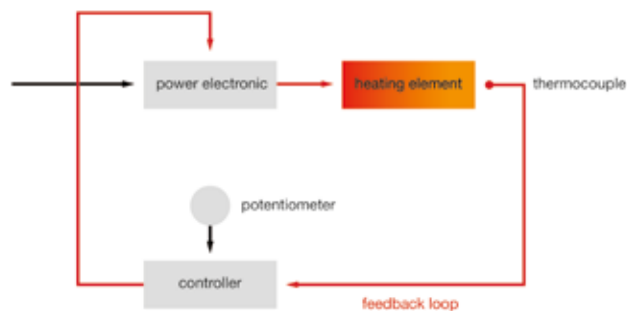 power electronic
heating element
thermocouple
potentiometer
controller
feedback loop